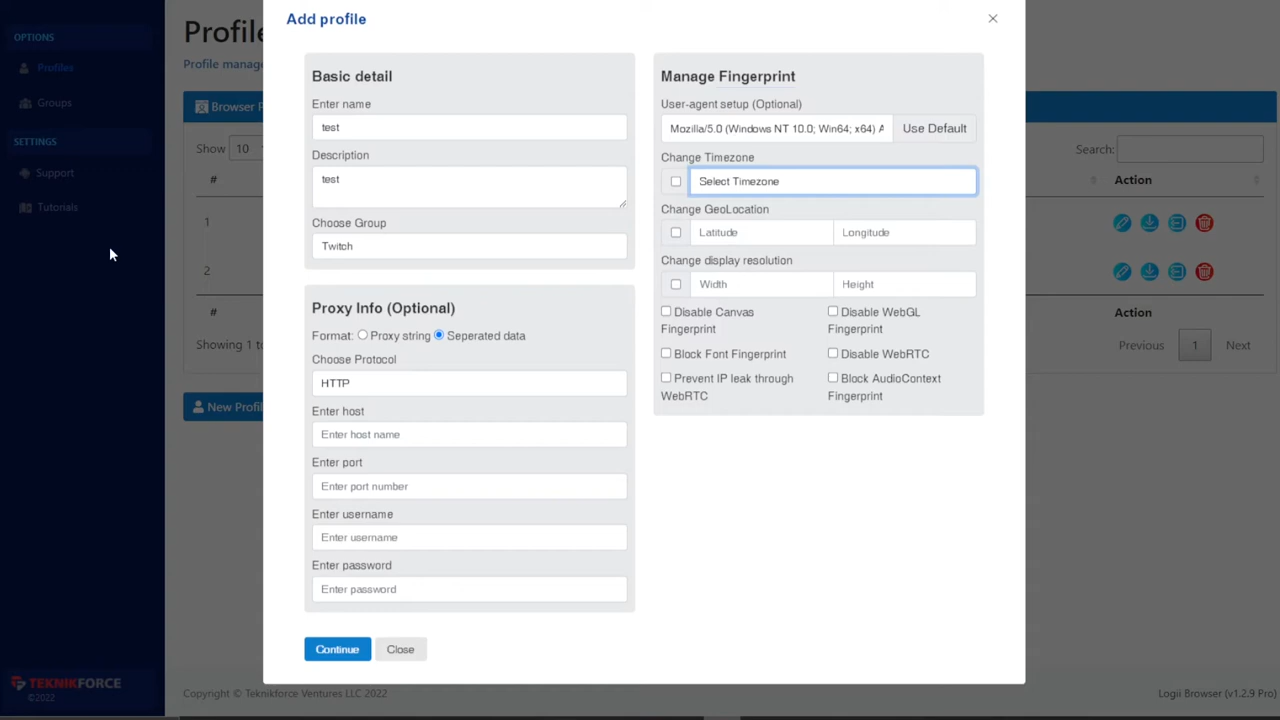 Add profile
OPTIONS
Profiles
Groups
SETTINGS
Support
Tutorials
TEKNIKFORCE
©2022
Profile manag
Browser P
Show 10
Search:
#
Action
1
2
#
Action
Showing 1 to
Previous 1 Next
New Profil
Basic detail
Enter name
test
Description
test
Choose Group
Twitch
Proxy Info (Optional)
Format: Proxy string Seperated data
Choose Protocol
HTTP
Enter host
Enter host name
Enter port
Enter port number
Enter username
Enter username
Enter password
Enter password
Continue Close
Manage Fingerprint
User-agent setup (Optional)
Mozilla/5.0 (Windows NT 10.0; Win64; x64) A Use Default
Change Timezone
Select Timezone
Change GeoLocation
Latitude Longitude
Change display resolution
Width Height
Disable Canvas
Fingerprint
Disable WebGL
Fingerprint
Block Font Fingerprint
Disable WebRTC
Prevent IP leak through
WebRTC
Block AudioContext
Fingerprint
Copyright © Teknikforce Ventures LLC 2022
Logii Browser (v1.2.9 Pro)